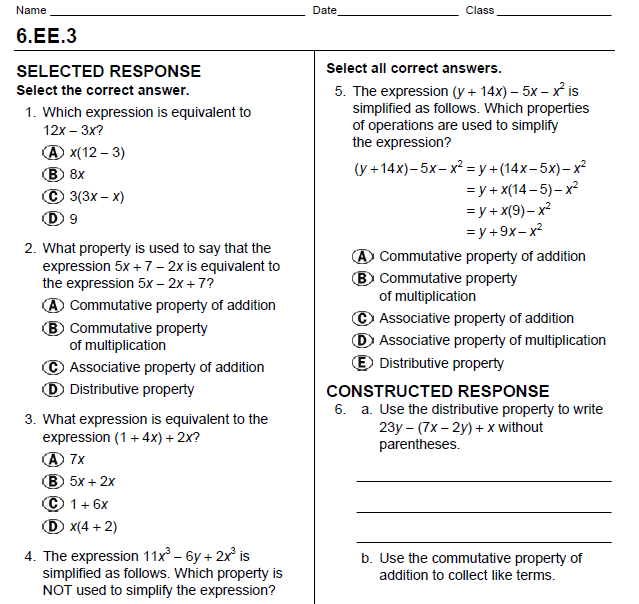 Name Date Class
6.EE.3
SELECTED RESPONSE
Select the correct answer.
1. Which expression is equivalent to
12x – 3x?
A x(12 – 3)
B 8x
C 3(3x – x)
D 9
2. What property is used to say that the
expression 5x + 7 – 2x is equivalent to
the expression 5x – 2x + 7?
A Commutative property of addition
B Commutative property
of multiplication
C Associative property of addition
D Distributive property
3. What expression is equivalent to the
expression (1 + 4x) + 2x?
A 7x
B 5x + 2x
C 1 + 6x
D x(4 + 2)
4. The expression 11x³ – 6y + 2x³ is
simplified as follows. Which property is
NOT used to simplify the expression?
Select all correct answers.
5. The expression (y + 14x) – 5x – x² is
simplified as follows. Which properties
of operations are used to simplify
the expression?
(y + 14x) – 5x – x² = y + (14x – 5x) – x²
= y + x(14 – 5) – x²
= y + x(9) – x²
= y + 9x – x²
A Commutative property of addition
B Commutative property
of multiplication
C Associative property of addition
D Associative property of multiplication
E Distributive property
CONSTRUCTED RESPONSE
6. a. Use the distributive property to write
23y – (7x – 2y) + x without
parentheses.
b. Use the commutative property of
addition to collect like terms.